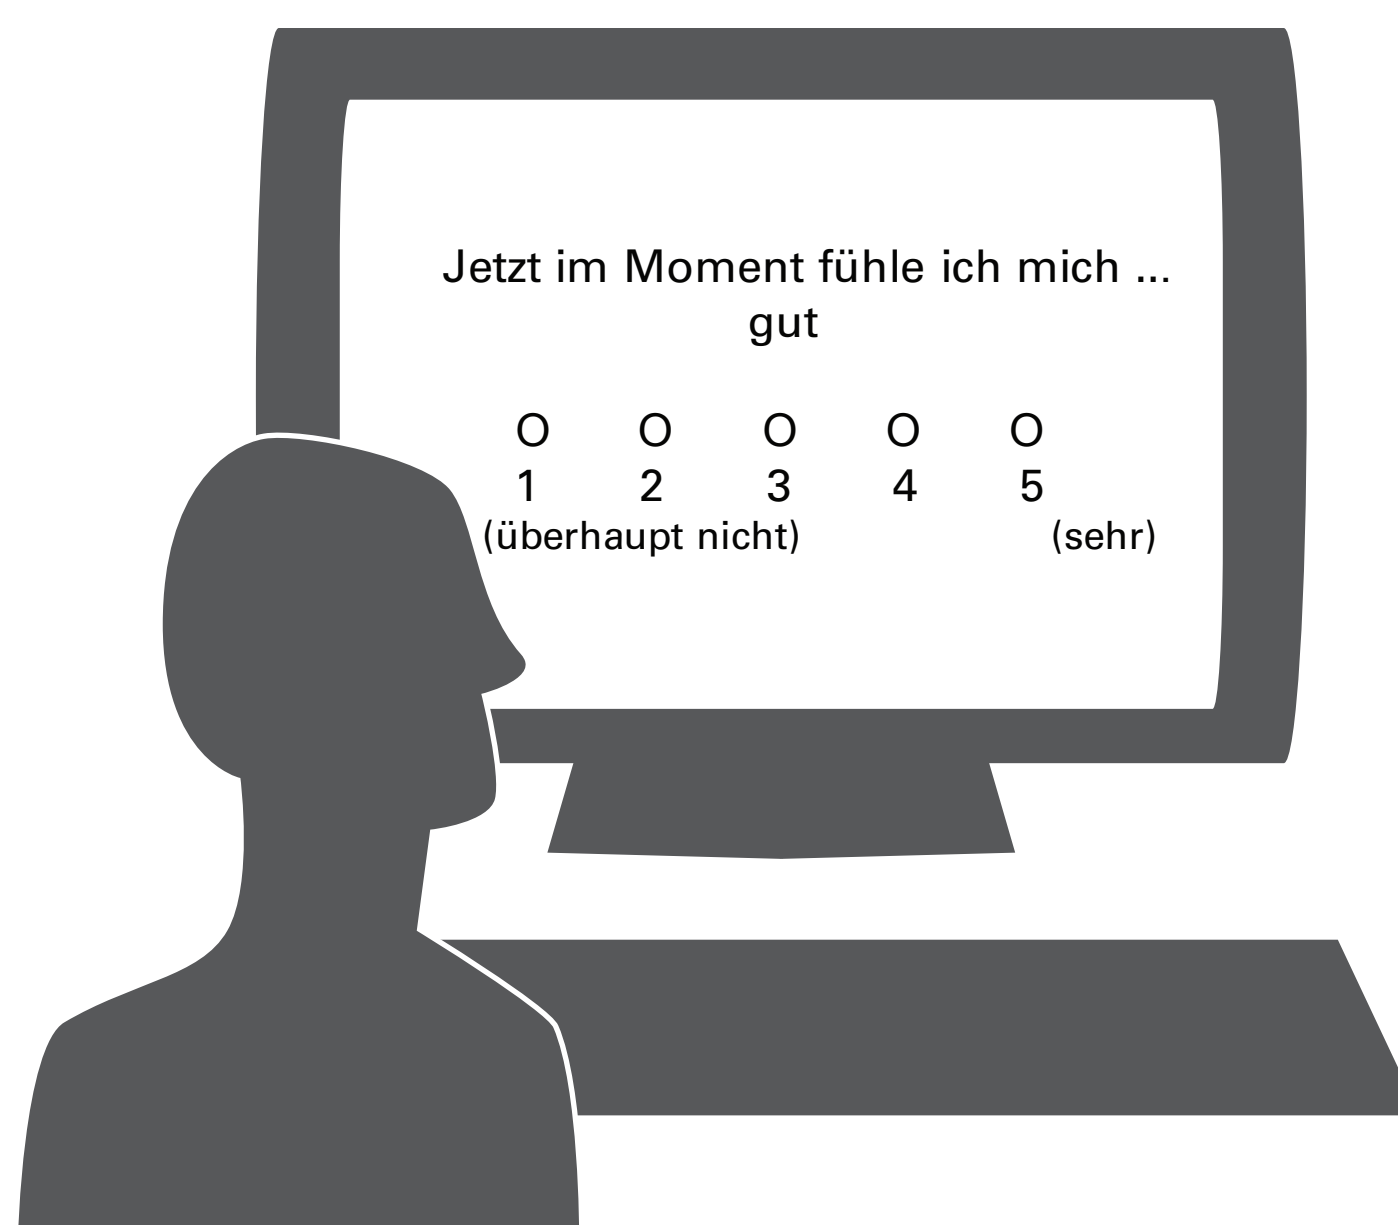 Jetzt im Moment fühle ich mich ...
gut
O O O O O
1 2 3 4 5
(überhaupt nicht) (sehr)